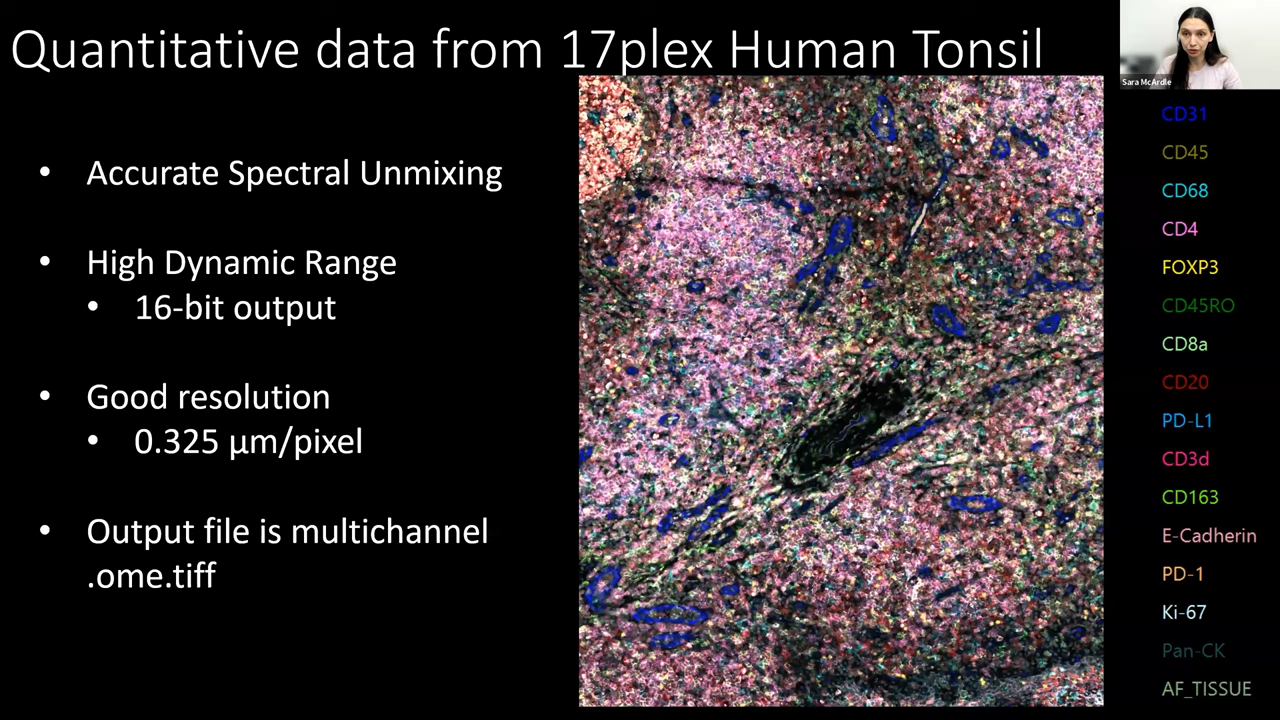 Quantitative data from 17plex Human Tonsil
Sara McArdle
• Accurate Spectral Unmixing
• High Dynamic Range
• 16-bit output
• Good resolution
• 0.325 µm/pixel
• Output file is multichannel
.ome.tiff
CD31
CD45
CD68
CD4
FOXP3
CD45RO
CD8a
CD20
PD-L1
CD3d
CD163
E-Cadherin
PD-1
Ki-67
Pan-CK
AF_TISSUE